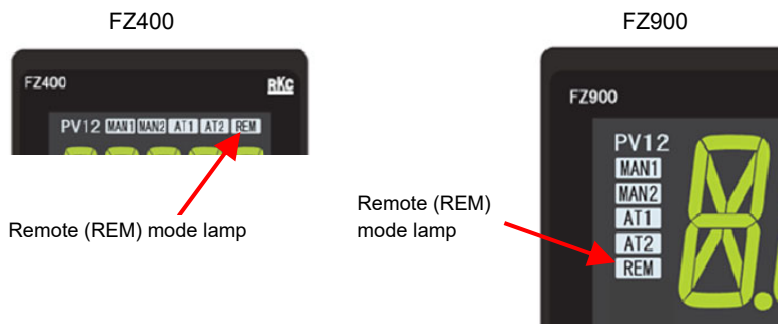 FZ400
FZ900
FZ400 RKC
PV12 MAN1 MAN2 AT1 AT2 REM
Remote (REM) mode lamp
FZ900
PV12
MAN1
MAN2
AT1
AT2
REM
Remote (REM)
mode lamp